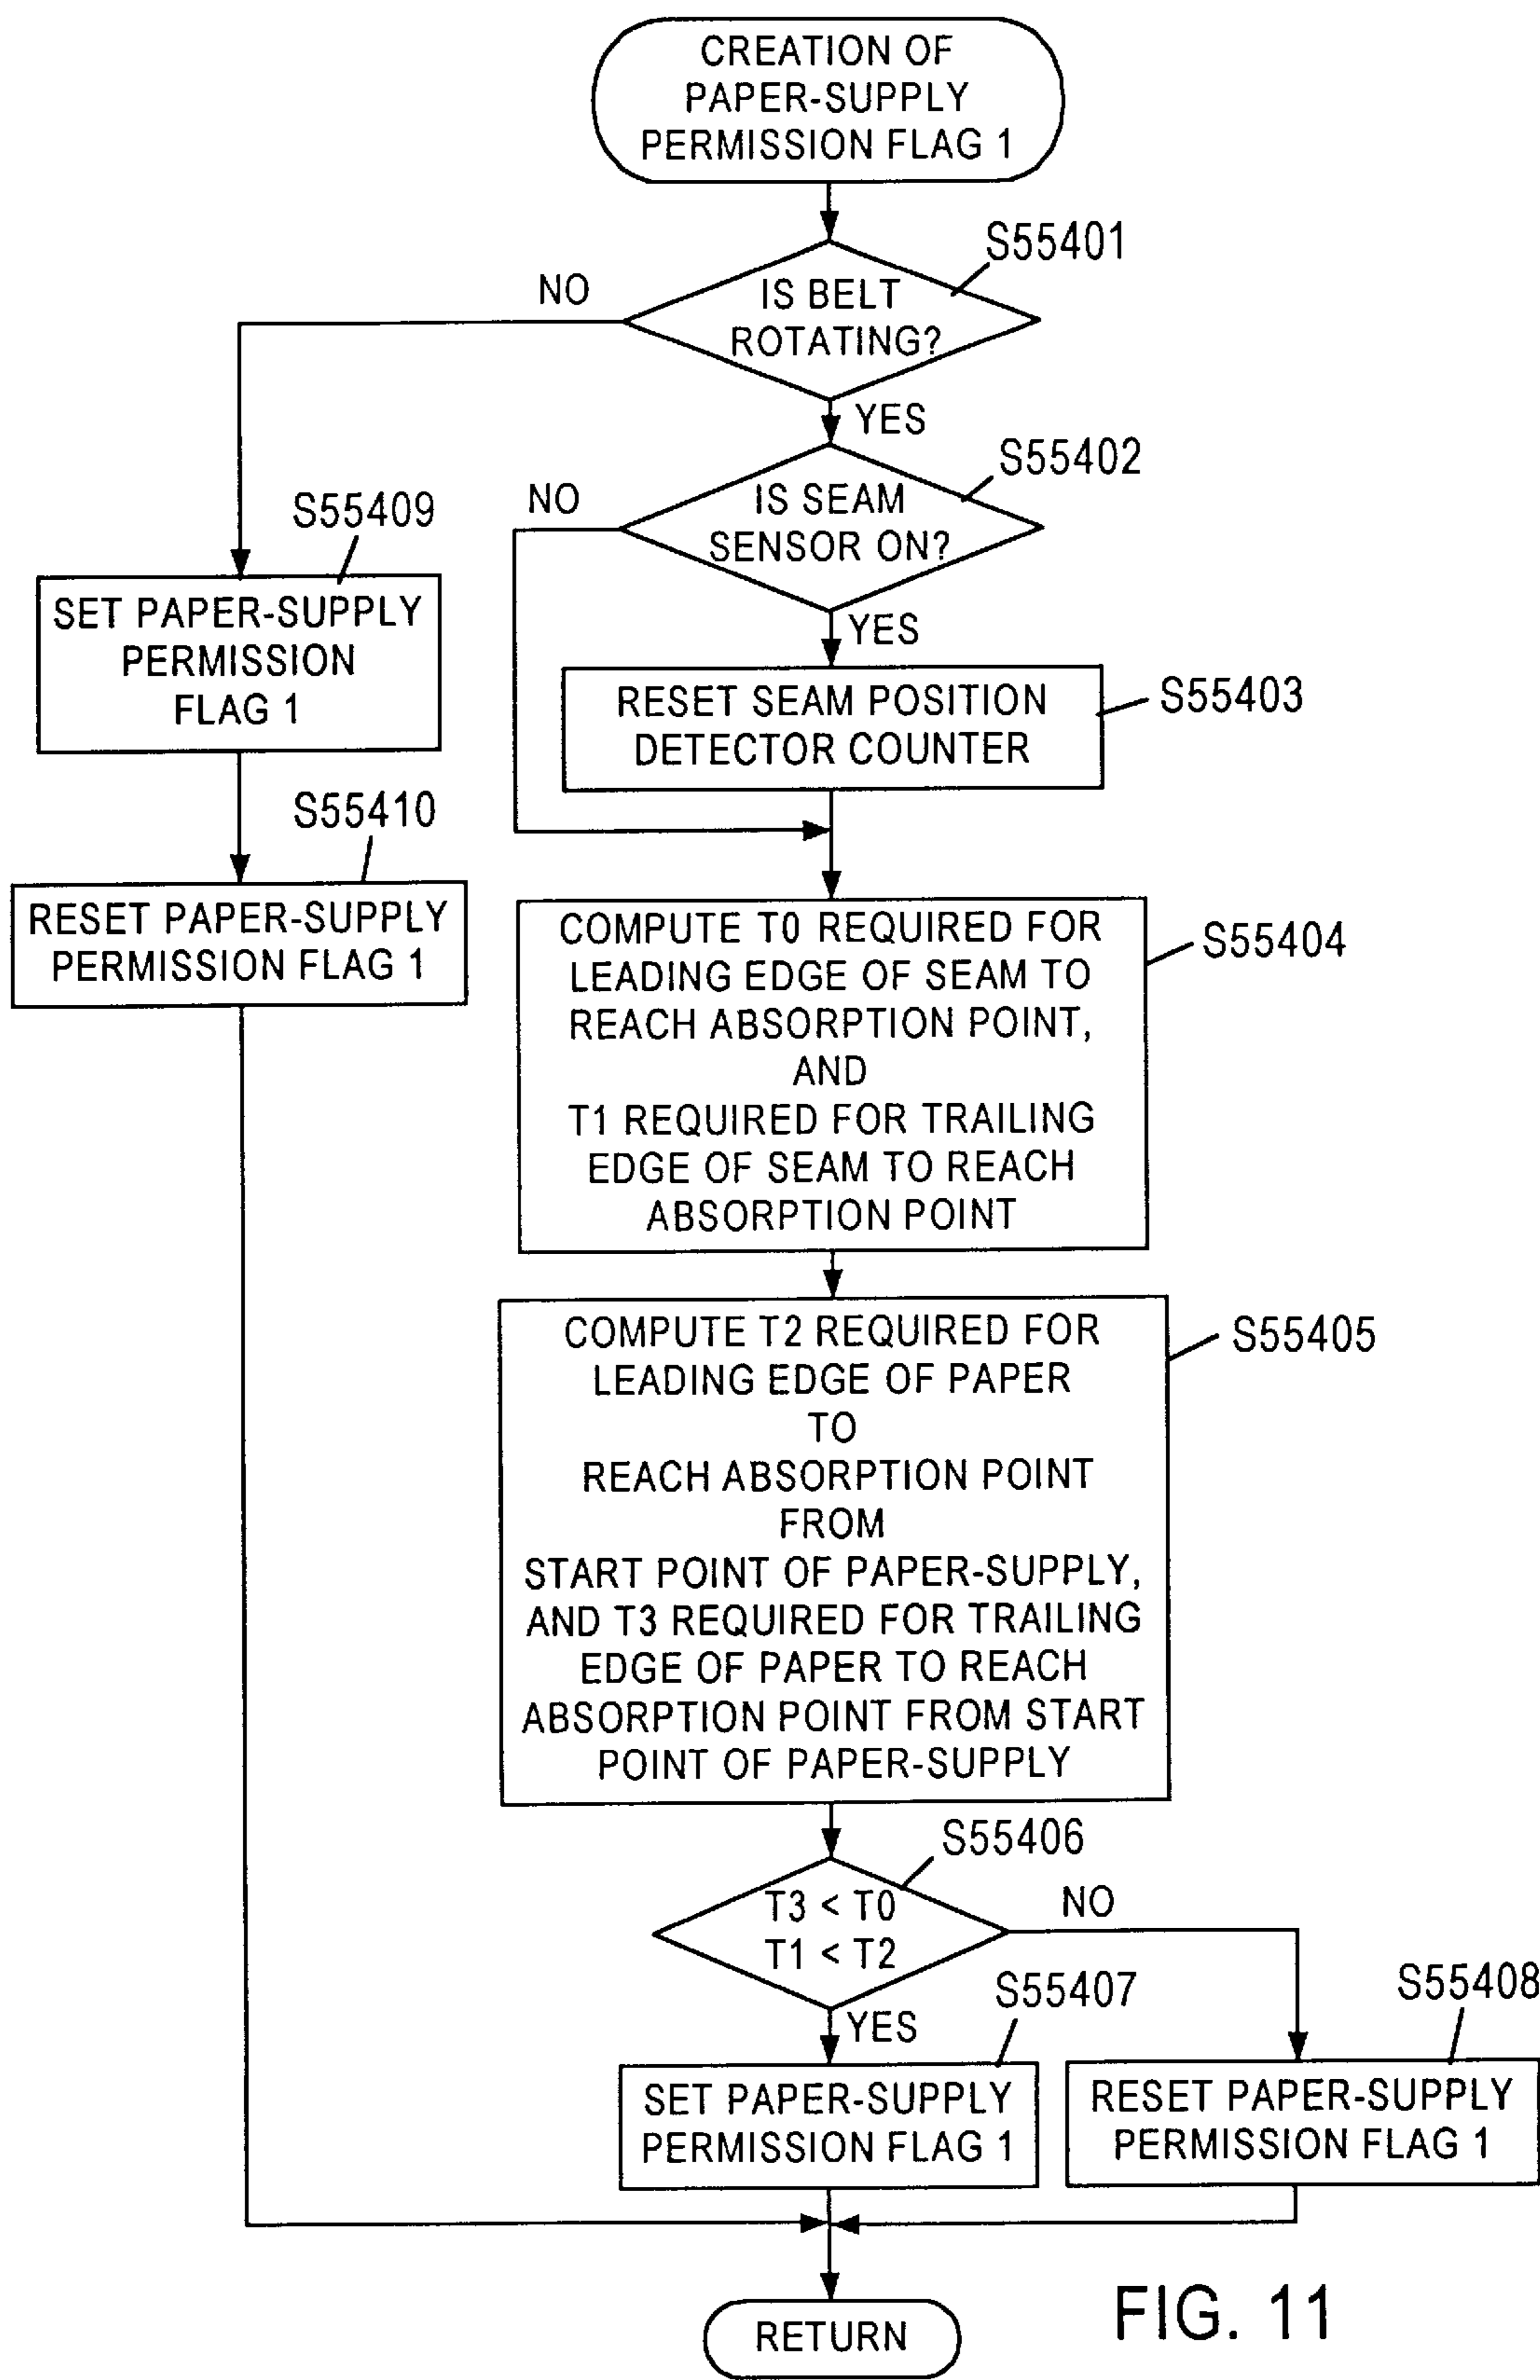 CREATION OF
PAPER-SUPPLY
PERMISSION FLAG 1
S55401
IS BELT
ROTATING?
NO
YES
S55402
IS SEAM
SENSOR ON?
NO
YES
S55409
SET PAPER-SUPPLY
PERMISSION
FLAG 1
RESET SEAM POSITION
DETECTOR COUNTER
S55403
S55410
RESET PAPER-SUPPLY
PERMISSION FLAG 1
COMPUTE T0 REQUIRED FOR
LEADING EDGE OF SEAM TO
REACH ABSORPTION POINT,
AND
T1 REQUIRED FOR TRAILING
EDGE OF SEAM TO REACH
ABSORPTION POINT
S55404
COMPUTE T2 REQUIRED FOR
LEADING EDGE OF PAPER
TO
REACH ABSORPTION POINT
FROM
START POINT OF PAPER-SUPPLY,
AND T3 REQUIRED FOR TRAILING
EDGE OF PAPER TO REACH
ABSORPTION POINT FROM START
POINT OF PAPER-SUPPLY
S55405
S55406
T3 < T0
T1 < T2
NO
YES
S55407
S55408
SET PAPER-SUPPLY
PERMISSION FLAG 1
RESET PAPER-SUPPLY
PERMISSION FLAG 1
RETURN
FIG. 11